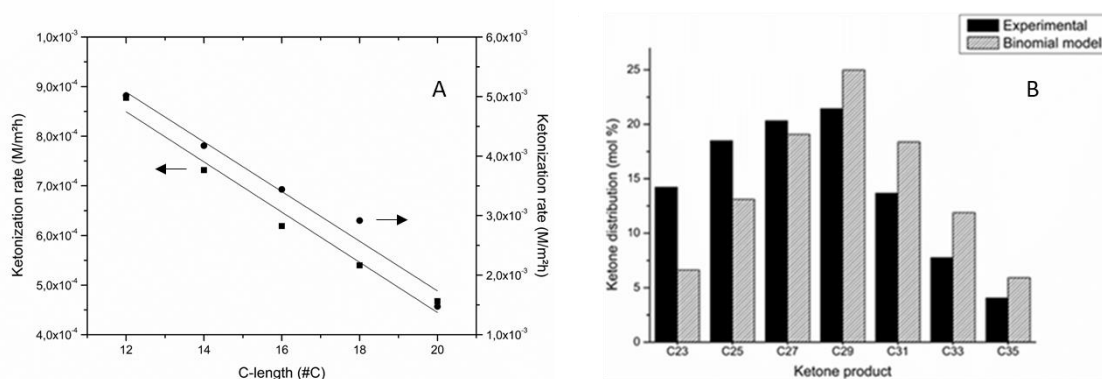 A
Ketonization rate (M/m²h)
1,0x10⁻³
9,0x10⁻⁴
8,0x10⁻⁴
7,0x10⁻⁴
6,0x10⁻⁴
5,0x10⁻⁴
4,0x10⁻⁴
6,0x10⁻³
5,0x10⁻³
4,0x10⁻³
3,0x10⁻³
2,0x10⁻³
1,0x10⁻³
Ketonization rate (M/m²h)
12 14 16 18 20
C-length (#C)
Experimental
Binomial model
B
Ketone distribution (mol %)
25
20
15
10
5
0
C23 C25 C27 C29 C31 C33 C35
Ketone product